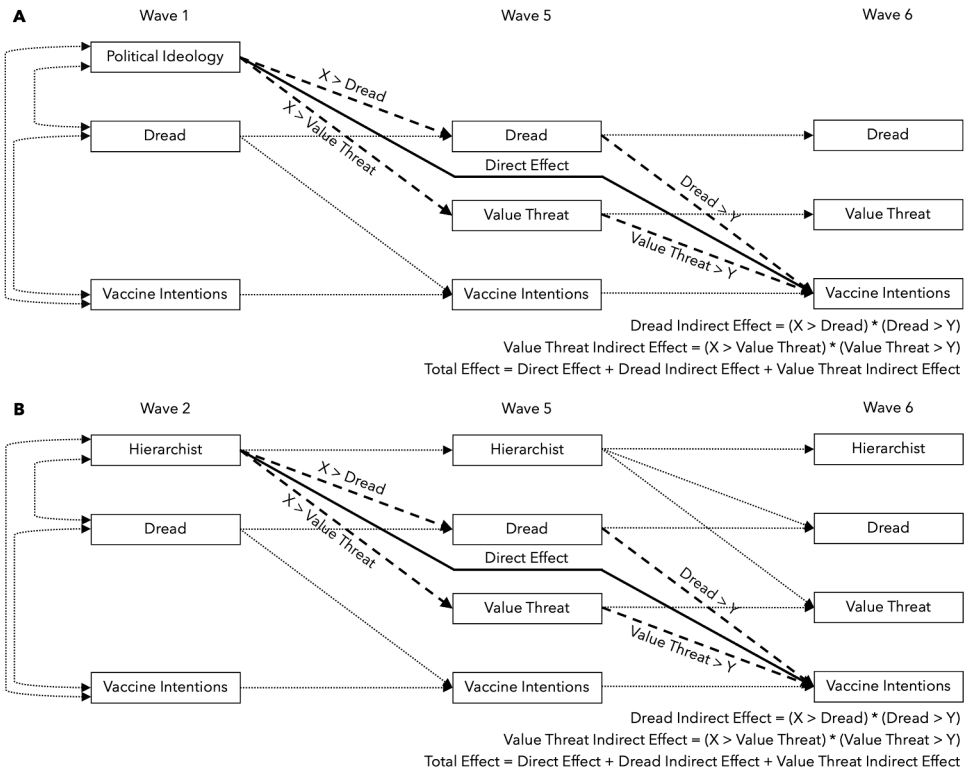 A
Wave 1
Wave 5
Wave 6
Political Ideology
X > Dread
X > Value Threat
Dread
Dread
Dread
Direct Effect
Dread > Y
Value Threat
Value Threat
Value Threat > Y
Vaccine Intentions
Vaccine Intentions
Vaccine Intentions
Dread Indirect Effect = (X > Dread) * (Dread > Y)
Value Threat Indirect Effect = (X > Value Threat) * (Value Threat > Y)
Total Effect = Direct Effect + Dread Indirect Effect + Value Threat Indirect Effect
B
Wave 2
Wave 5
Wave 6
Hierarchist
Hierarchist
Hierarchist
X > Dread
X > Value Threat
Dread
Dread
Dread
Direct Effect
Dread > Y
Value Threat
Value Threat
Value Threat > Y
Vaccine Intentions
Vaccine Intentions
Vaccine Intentions
Dread Indirect Effect = (X > Dread) * (Dread > Y)
Value Threat Indirect Effect = (X > Value Threat) * (Value Threat > Y)
Total Effect = Direct Effect + Dread Indirect Effect + Value Threat Indirect Effect